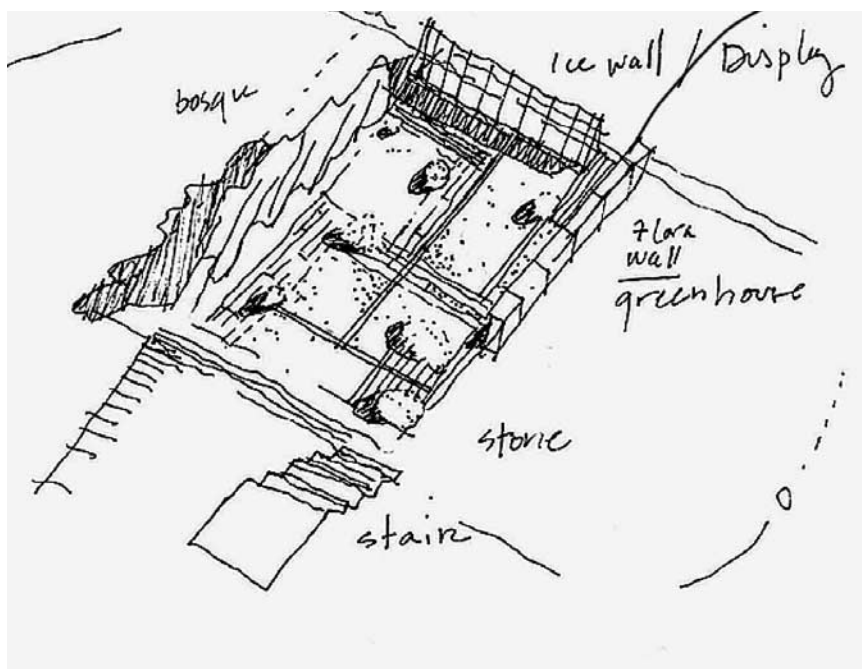 Ice wall / Display
bosque
Flora
wall
greenhouse
stone
stair